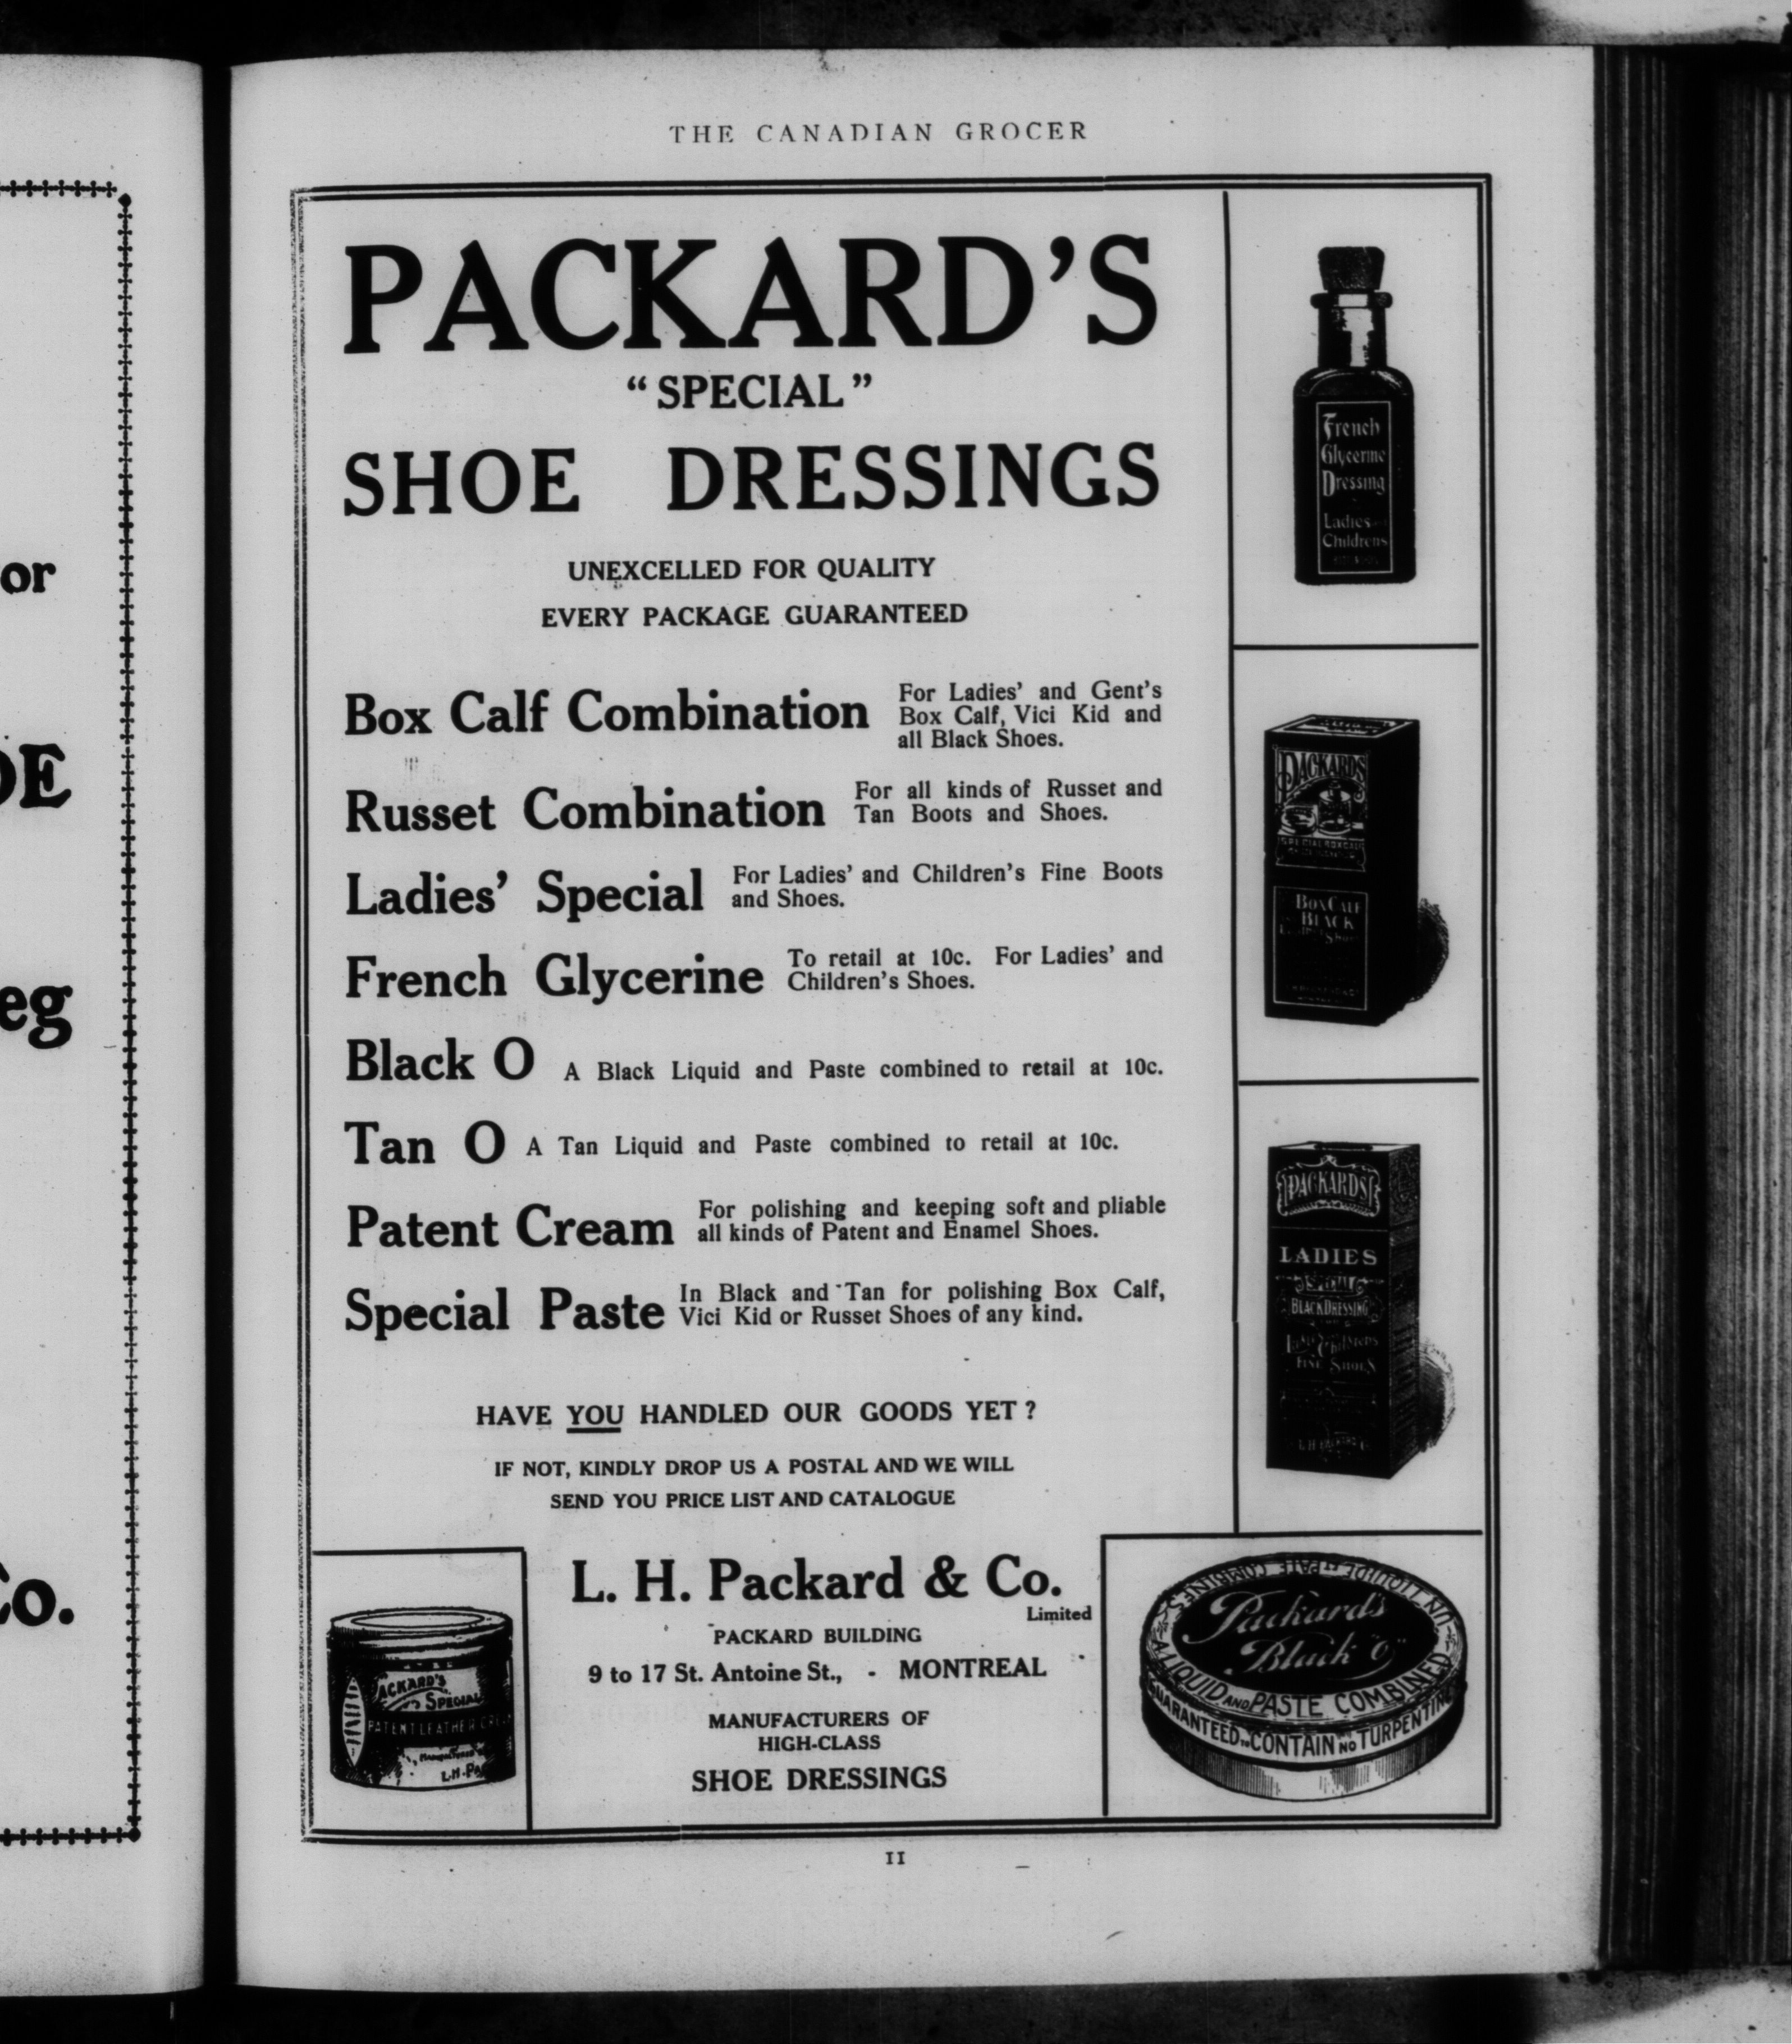 or
eg
Co.
THE CANADIAN GROCER
PACKARD'S
“SPECIAL”
SHOE DRESSINGS
UNEXCELLED FOR QUALITY
EVERY PACKAGE GUARANTEED
Box Calf Combination For Ladies' and Gent's
Box Calf, Vici Kid and
all Black Shoes.
Russet Combination For all kinds of Russet and
Tan Boots and Shoes.
Ladies' Special For Ladies' and Children's Fine Boots
and Shoes.
French Glycerine To retail at 10c. For Ladies' and
Children's Shoes.
Black O A Black Liquid and Paste combined to retail at 10c.
Tan O A Tan Liquid and Paste combined to retail at 10c.
Patent Cream For polishing and keeping soft and pliable
all kinds of Patent and Enamel Shoes.
Special Paste In Black and Tan for polishing Box Calf,
Vici Kid or Russet Shoes of any kind.
HAVE YOU HANDLED OUR GOODS YET?
IF NOT, KINDLY DROP US A POSTAL AND WE WILL
SEND YOU PRICE LIST AND CATALOGUE
L. H. Packard & Co.
Limited
PACKARD BUILDING
9 to 17 St. Antoine St., - MONTREAL
MANUFACTURERS OF
HIGH-CLASS
SHOE DRESSINGS
French
Glycerine
Dressing
Ladies
Childrens
PACKARDS
BOX CALF
BLACK
PACKARDS
LADIES
SPECIAL
BLACK DRESSING
FINE SHOES
ACKARD'S
SPECIAL
PATENT LEATHER
L.H. PA
UN LIQUIDE ET PATE COMBINES
Packard's
Black "O"
A LIQUID AND PASTE COMBINED
GUARANTEED TO CONTAIN NO TURPENTINE
11